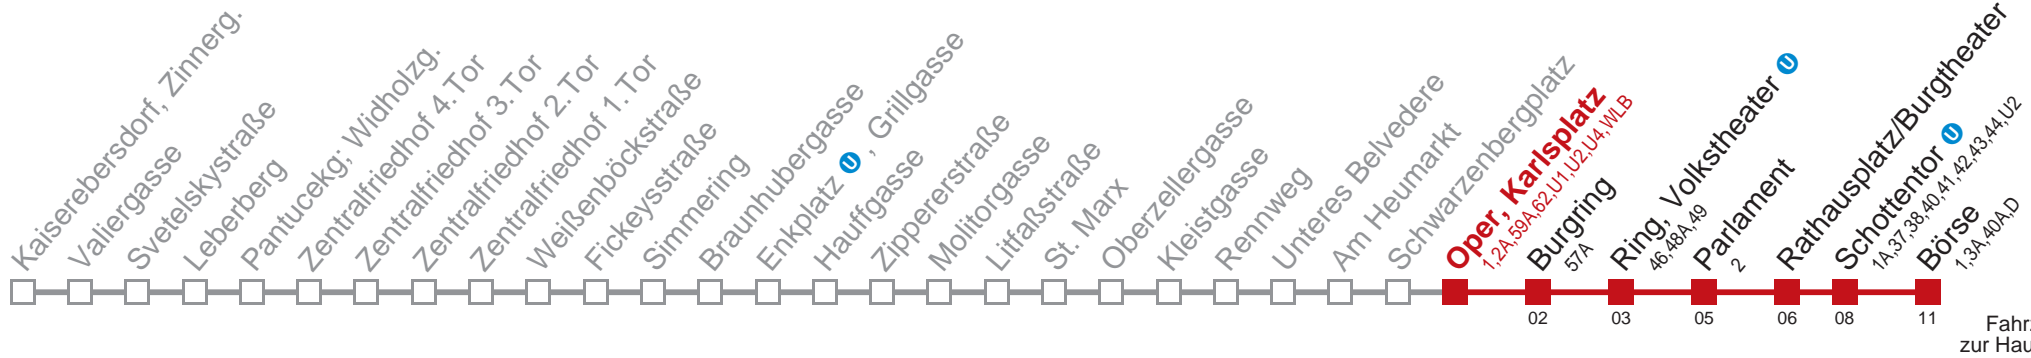 Kaiserebersdorf, Zinnerg.
Valiergasse
Svetelskystraße
Leberberg
Pantucekg; Widholzg.
Zentralfriedhof 4.Tor
Zentralfriedhof 3.Tor
Zentralfriedhof 2.Tor
Zentralfriedhof 1.Tor
Weißenböckstraße
Fickeysstraße
Simmering
Braunhubergasse
Enkplatz U , Grillgasse
Hauffgasse
Zippererstraße
Molitorgasse
Litfaßstraße
St. Marx
Oberzellergasse
Kleistgasse
Rennweg
Unteres Belvedere
Am Heumarkt
Schwarzenbergplatz
Oper, Karlsplatz
1,2A,59A,62,U1,U2,U4,WLB
Burgring
57A
Ring, Volkstheater U
46,48A,49
Parlament
2
Rathausplatz/Burgtheater
Schottentor U
1A,37,38,40,41,42,43,44,U2
Börse
1,3A,40A,D
02 03 05 06 08 11
zur Hau